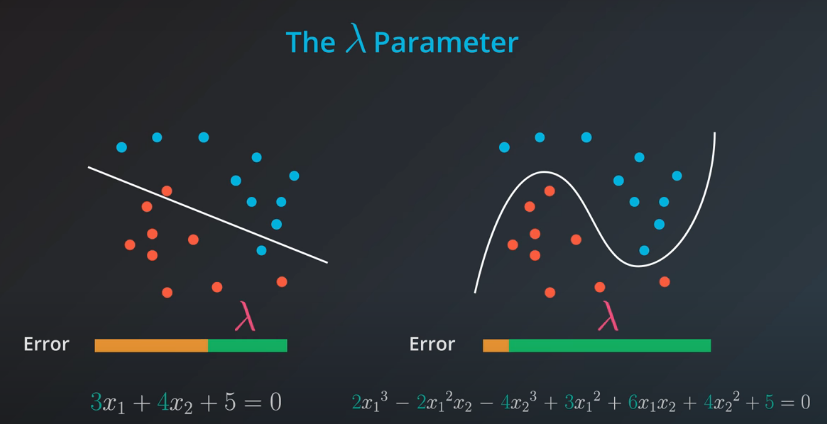 The λ Parameter
λ
λ
Error
Error
3x₁ + 4x₂ + 5 = 0
2x₁³ − 2x₁²x₂ − 4x₂³ + 3x₁² + 6x₁x₂ + 4x₂² + 5 = 0